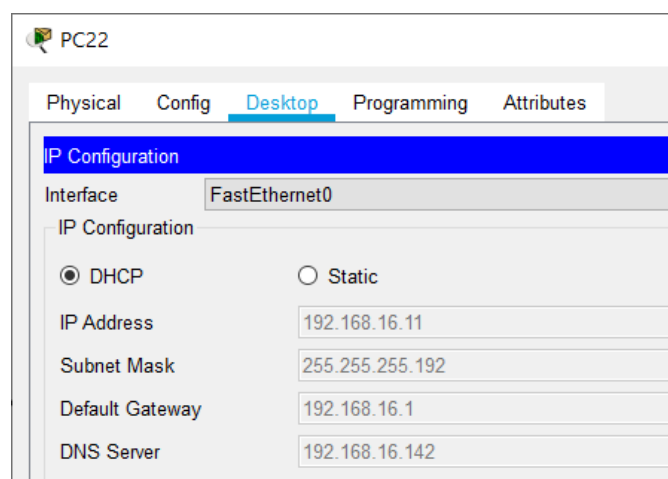 PC22
Physical Config Desktop Programming Attributes
IP Configuration
Interface FastEthernet0
IP Configuration
DHCP Static
IP Address 192.168.16.11
Subnet Mask 255.255.255.192
Default Gateway 192.168.16.1
DNS Server 192.168.16.142